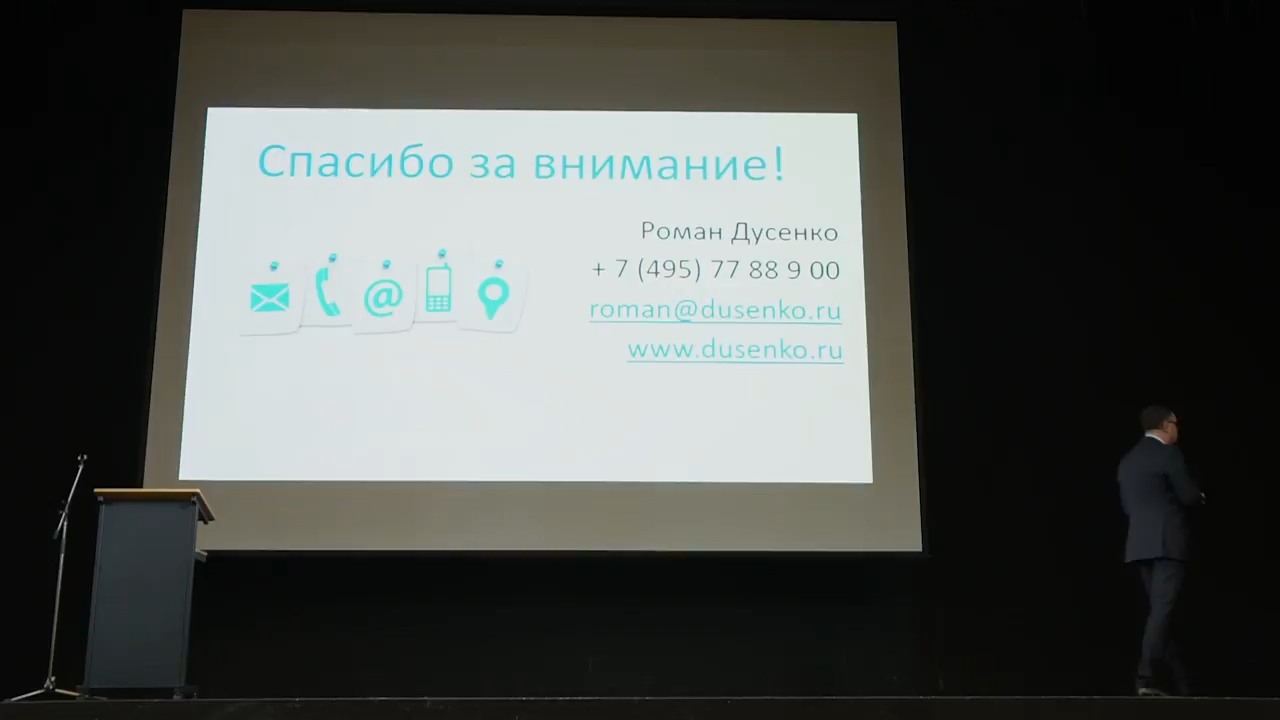 Спасибо за внимание!
Роман Дусенко
+ 7 (495) 77 88 9 00
roman@dusenko.ru
www.dusenko.ru